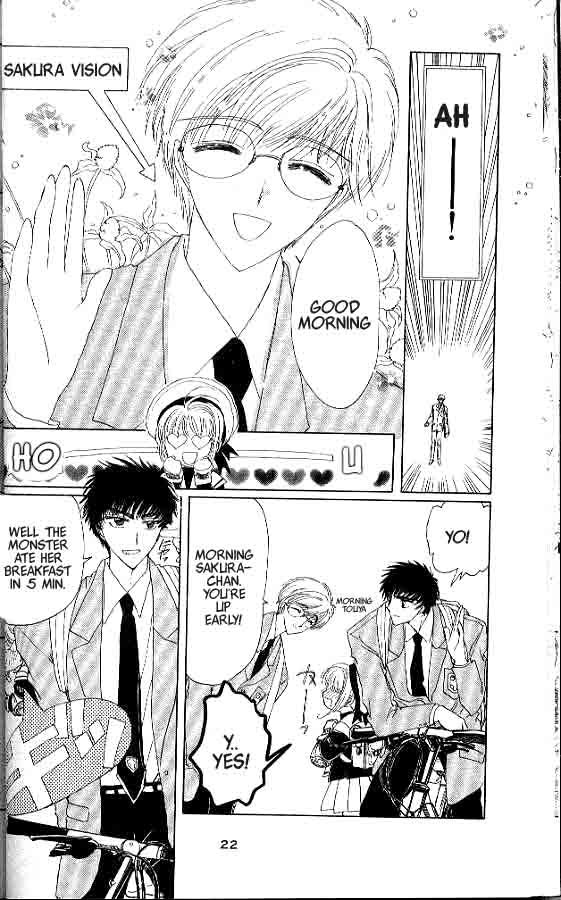 AH
!
SAKURA VISION
GOOD
MORNING
HO
U
YO!
MORNING
TOUYA
MORNING
SAKURA-
CHAN.
YOU'RE
UP
EARLY!
Y..
YES!
WELL THE
MONSTER
ATE HER
BREAKFAST
IN 5 MIN.
22